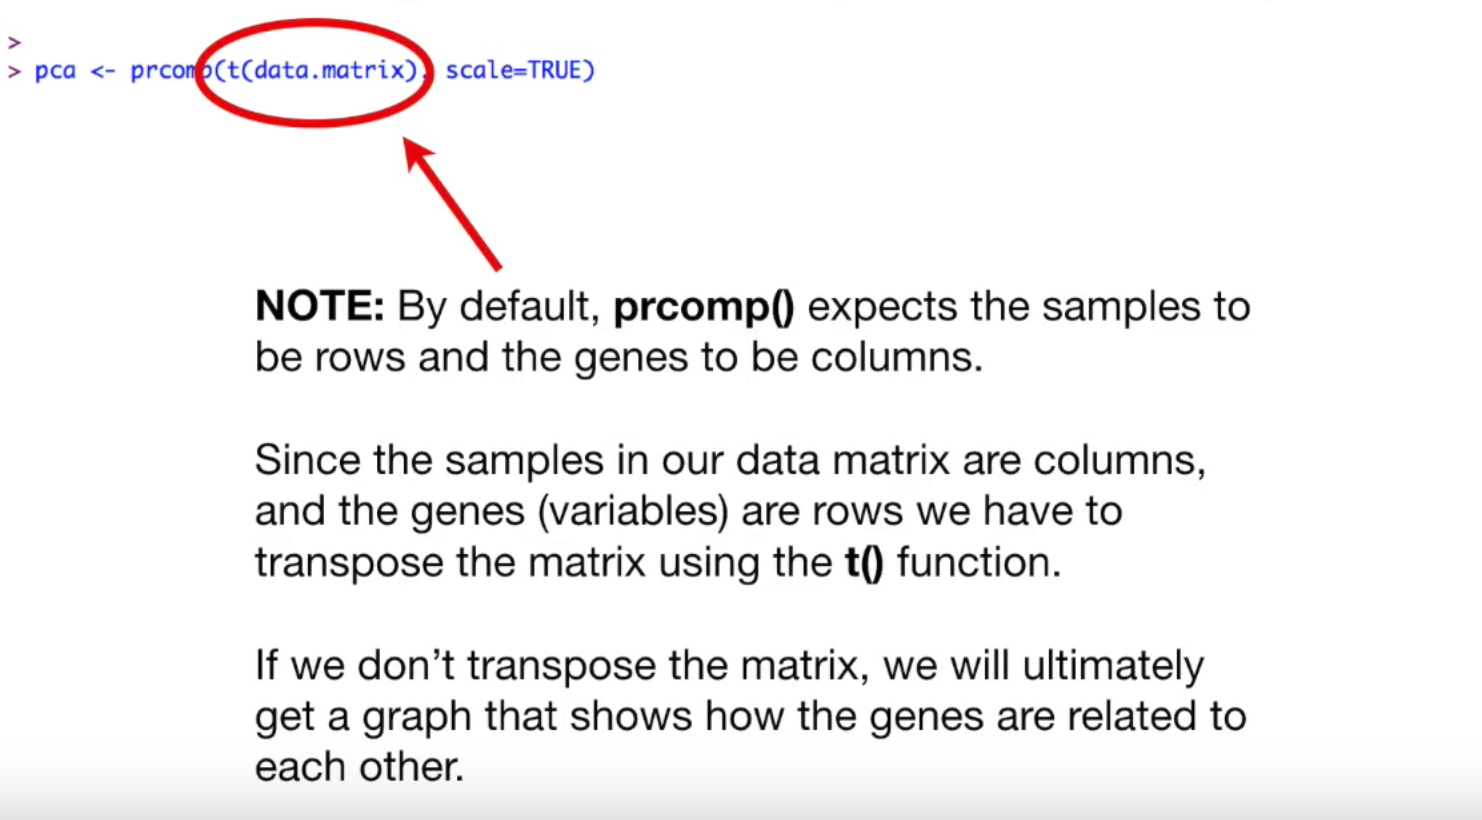 >
> pca <- prcomp(t(data.matrix), scale=TRUE)
NOTE: By default, prcomp() expects the samples to
be rows and the genes to be columns.
Since the samples in our data matrix are columns,
and the genes (variables) are rows we have to
transpose the matrix using the t() function.
If we don’t transpose the matrix, we will ultimately
get a graph that shows how the genes are related to
each other.